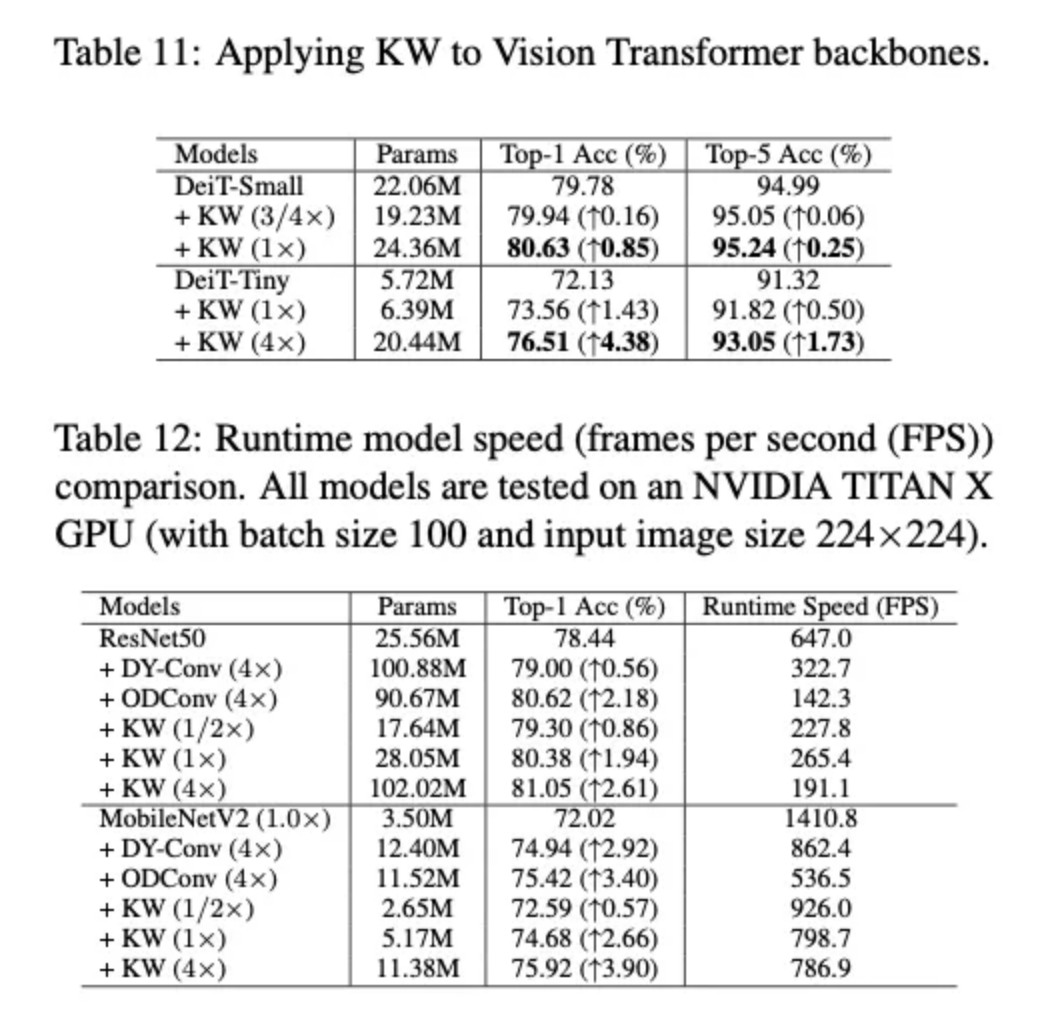 Table 11: Applying KW to Vision Transformer backbones.
Models Params Top-1 Acc (%) Top-5 Acc (%)
DeiT-Small 22.06M 79.78 94.99
+ KW (3/4×) 19.23M 79.94 (↑0.16) 95.05 (↑0.06)
+ KW (1×) 24.36M 80.63 (↑0.85) 95.24 (↑0.25)
DeiT-Tiny 5.72M 72.13 91.32
+ KW (1×) 6.39M 73.56 (↑1.43) 91.82 (↑0.50)
+ KW (4×) 20.44M 76.51 (↑4.38) 93.05 (↑1.73)
Table 12: Runtime model speed (frames per second (FPS))
comparison. All models are tested on an NVIDIA TITAN X
GPU (with batch size 100 and input image size 224×224).
Models Params Top-1 Acc (%) Runtime Speed (FPS)
ResNet50 25.56M 78.44 647.0
+ DY-Conv (4×) 100.88M 79.00 (↑0.56) 322.7
+ ODConv (4×) 90.67M 80.62 (↑2.18) 142.3
+ KW (1/2×) 17.64M 79.30 (↑0.86) 227.8
+ KW (1×) 28.05M 80.38 (↑1.94) 265.4
+ KW (4×) 102.02M 81.05 (↑2.61) 191.1
MobileNetV2 (1.0×) 3.50M 72.02 1410.8
+ DY-Conv (4×) 12.40M 74.94 (↑2.92) 862.4
+ ODConv (4×) 11.52M 75.42 (↑3.40) 536.5
+ KW (1/2×) 2.65M 72.59 (↑0.57) 926.0
+ KW (1×) 5.17M 74.68 (↑2.66) 798.7
+ KW (4×) 11.38M 75.92 (↑3.90) 786.9